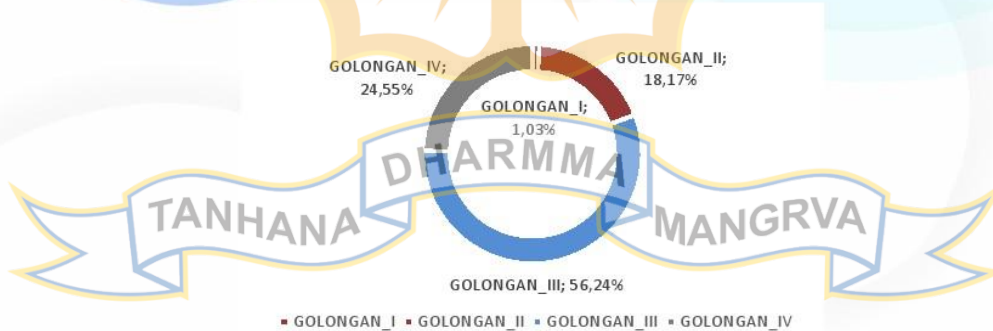 GOLONGAN_IV;
24,55%
GOLONGAN_II;
18,17%
GOLONGAN_I;
1,03%
TANHANA DHARMMA MANGRVA
GOLONGAN_III; 56,24%
GOLONGAN_I GOLONGAN_II GOLONGAN_III GOLONGAN_IV